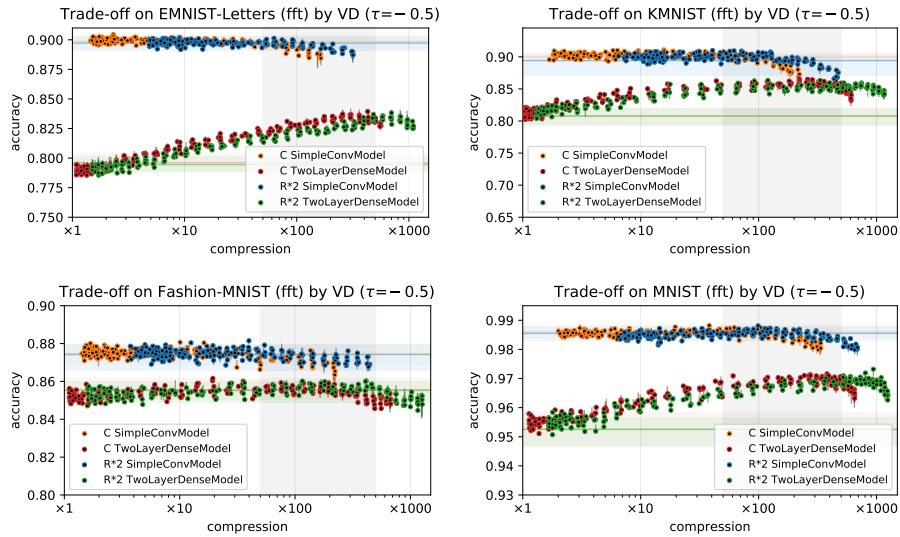 Trade-off on EMNIST-Letters (fft) by VD (τ=−0.5)
0.900
0.875
0.850
0.825
0.800
0.775
0.750
accuracy
C SimpleConvModel
C TwoLayerDenseModel
R*2 SimpleConvModel
R*2 TwoLayerDenseModel
×1
×10
×100
×1000
compression
Trade-off on KMNIST (fft) by VD (τ=−0.5)
0.90
0.85
0.80
0.75
0.70
0.65
accuracy
C SimpleConvModel
C TwoLayerDenseModel
R*2 SimpleConvModel
R*2 TwoLayerDenseModel
×1
×10
×100
×1000
compression
Trade-off on Fashion-MNIST (fft) by VD (τ=−0.5)
0.90
0.88
0.86
0.84
0.82
0.80
accuracy
C SimpleConvModel
C TwoLayerDenseModel
R*2 SimpleConvModel
R*2 TwoLayerDenseModel
×1
×10
×100
×1000
compression
Trade-off on MNIST (fft) by VD (τ=−0.5)
0.99
0.98
0.97
0.96
0.95
0.94
0.93
accuracy
C SimpleConvModel
C TwoLayerDenseModel
R*2 SimpleConvModel
R*2 TwoLayerDenseModel
×1
×10
×100
×1000
compression